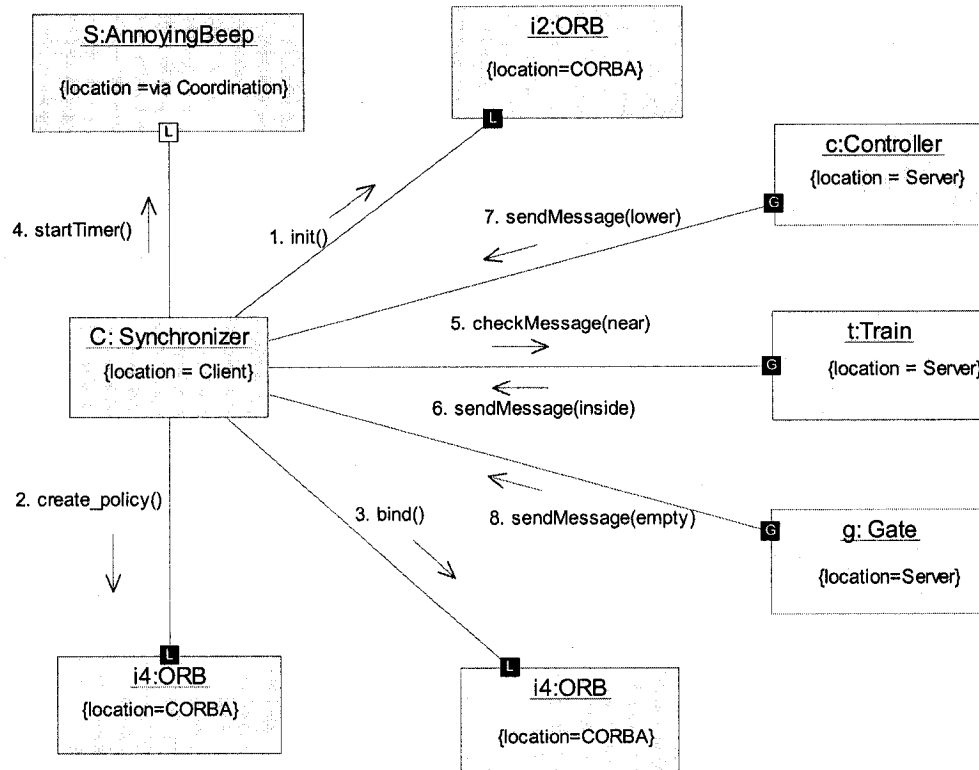 S:AnnoyingBeep
{location =via Coordination}
L
i2:ORB
{location=CORBA}
L
c:Controller
{location = Server}
G
4. startTimer()
1. init()
7. sendMessage(lower)
C: Synchronizer
{location = Client}
5. checkMessage(near)
t:Train
{location = Server}
G
6. sendMessage(inside)
2. create_policy()
3. bind()
8. sendMessage(empty)
G
g: Gate
{location=Server}
L
i4:ORB
{location=CORBA}
L
i4:ORB
{location=CORBA}